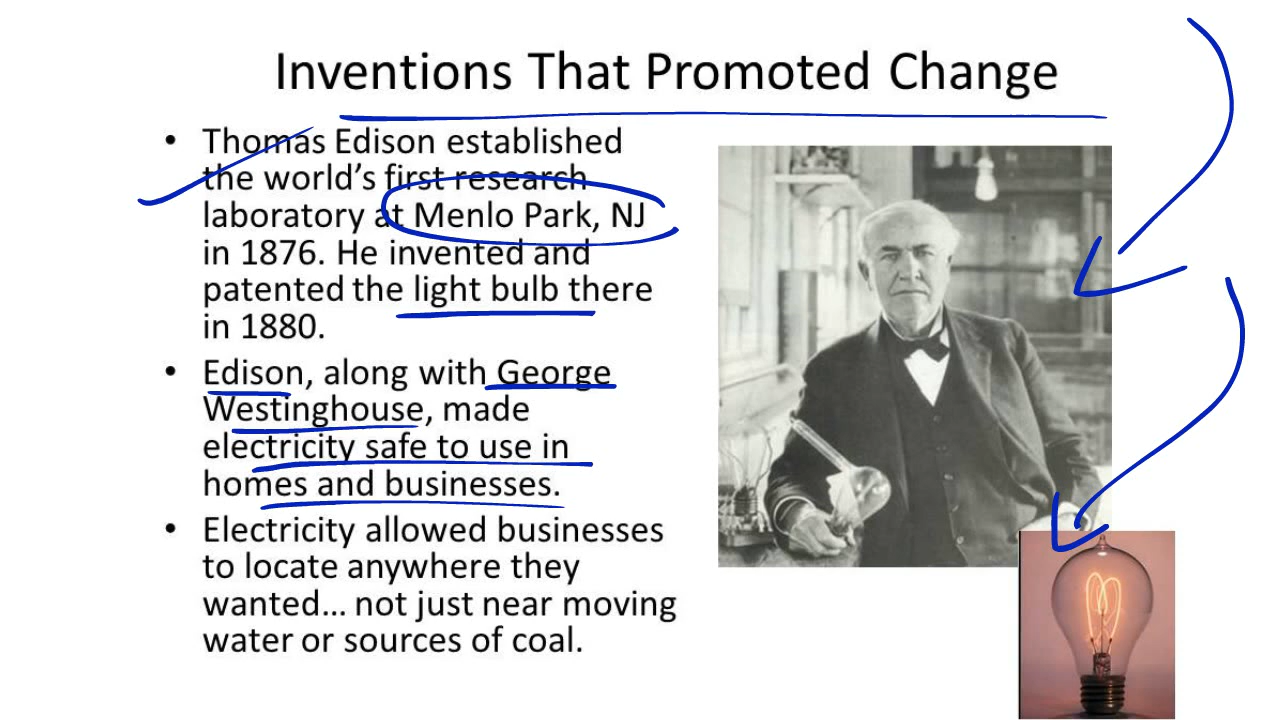 Inventions That Promoted Change
• Thomas Edison established
the world's first research
laboratory at Menlo Park, NJ
in 1876. He invented and
patented the light bulb there
in 1880.
• Edison, along with George
Westinghouse, made
electricity safe to use in
homes and businesses.
• Electricity allowed businesses
to locate anywhere they
wanted… not just near moving
water or sources of coal.